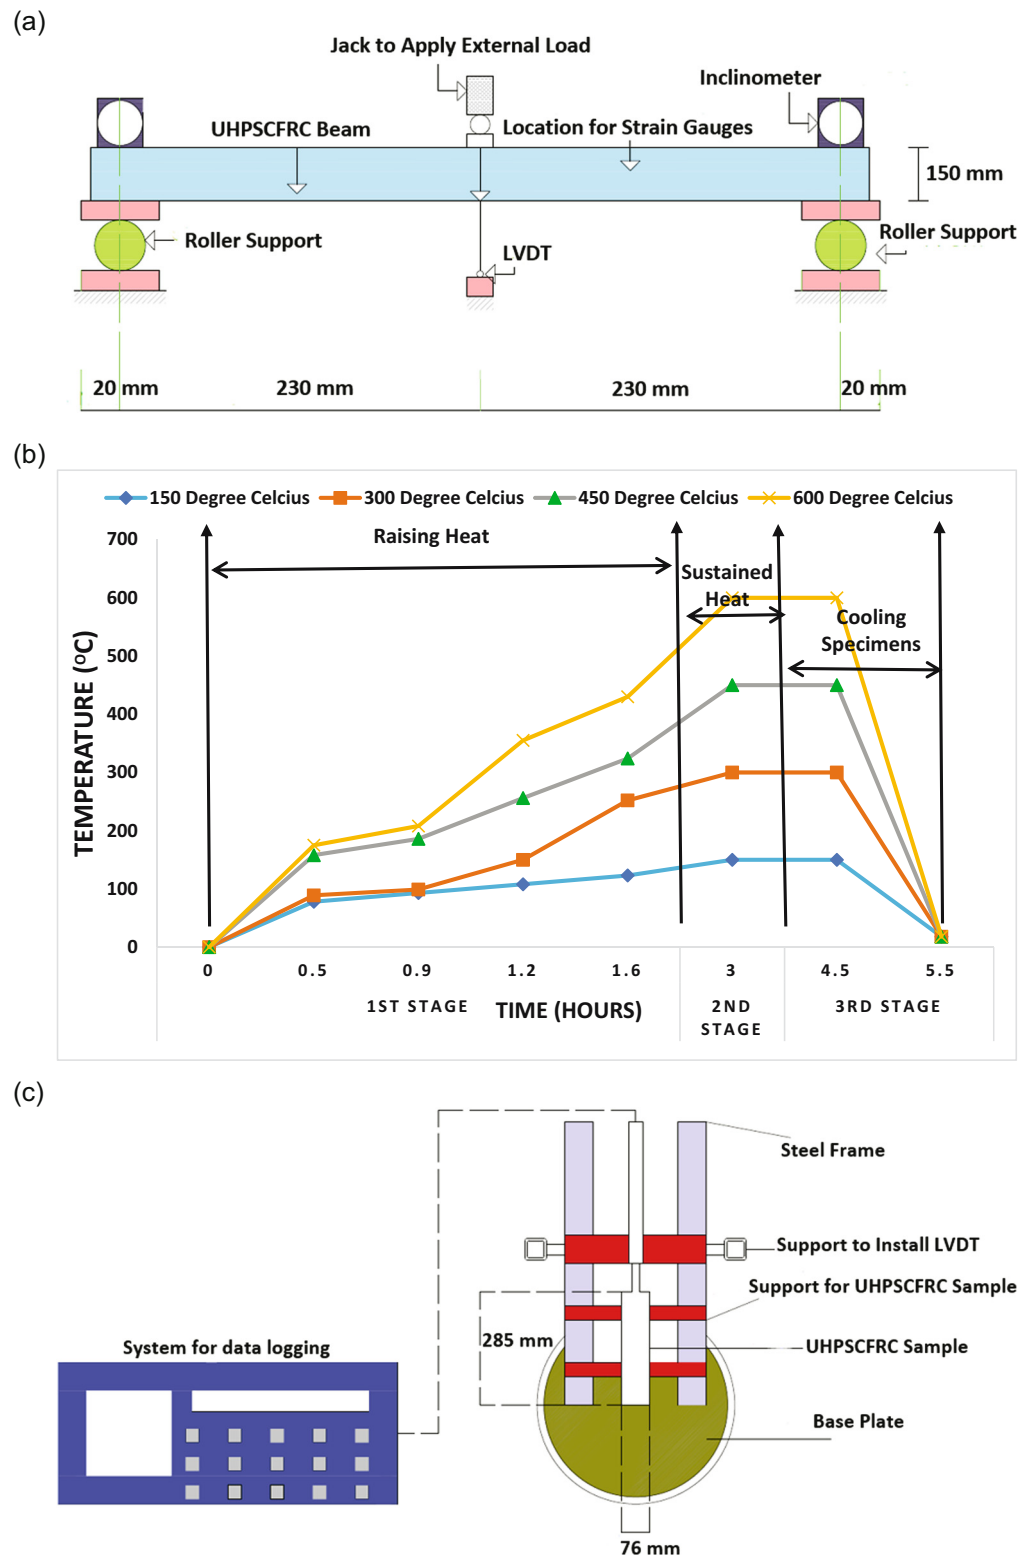 (a)
Jack to Apply External Load
Inclinometer
UHPSCFRC Beam
Location for Strain Gauges
150 mm
Roller Support
Roller Support
LVDT
20 mm
230 mm
230 mm
20 mm
(b)
150 Degree Celcius
300 Degree Celcius
450 Degree Celcius
600 Degree Celcius
Raising Heat
Sustained
Heat
Cooling
Specimens
TEMPERATURE (⁰C)
700
600
500
400
300
200
100
0
0
0.5
0.9
1.2
1.6
3
4.5
5.5
1ST STAGE
TIME (HOURS)
2ND
STAGE
3RD STAGE
(c)
Steel Frame
Support to Install LVDT
Support for UHPSCFRC Sample
285 mm
System for data logging
UHPSCFRC Sample
Base Plate
76 mm